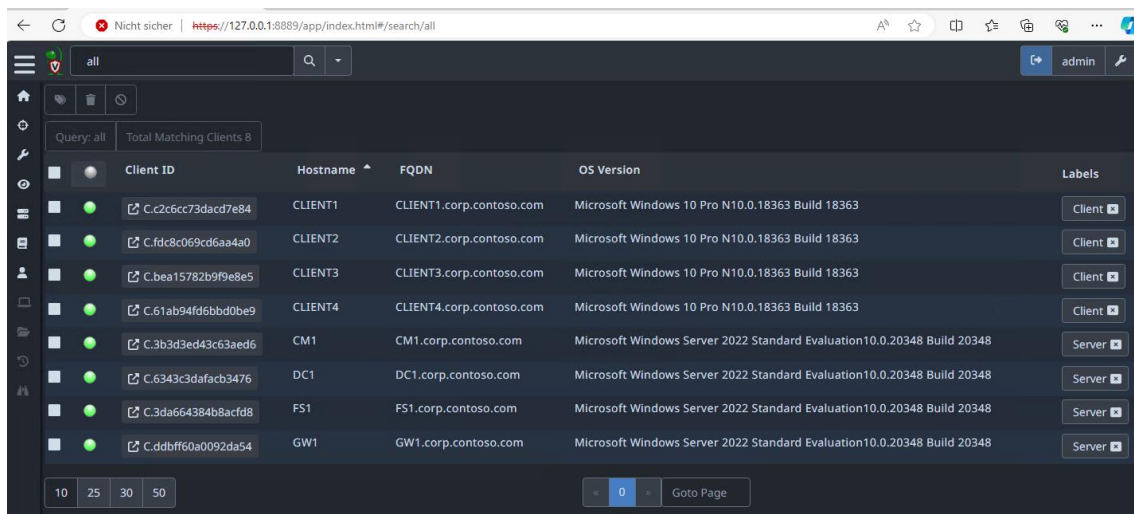 Nicht sicher | https://127.0.0.1:8889/app/index.html#/search/all
all
admin
Query: all Total Matching Clients 8
Client ID Hostname FQDN OS Version Labels
C.c2c6cc73dacd7e84 CLIENT1 CLIENT1.corp.contoso.com Microsoft Windows 10 Pro N10.0.18363 Build 18363 Client
C.fdc8c069cd6aa4a0 CLIENT2 CLIENT2.corp.contoso.com Microsoft Windows 10 Pro N10.0.18363 Build 18363 Client
C.bea15782b9f9e8e5 CLIENT3 CLIENT3.corp.contoso.com Microsoft Windows 10 Pro N10.0.18363 Build 18363 Client
C.61ab94fd6bbd0be9 CLIENT4 CLIENT4.corp.contoso.com Microsoft Windows 10 Pro N10.0.18363 Build 18363 Client
C.3b3d3ed43c63aed6 CM1 CM1.corp.contoso.com Microsoft Windows Server 2022 Standard Evaluation10.0.20348 Build 20348 Server
C.6343c3dafacb3476 DC1 DC1.corp.contoso.com Microsoft Windows Server 2022 Standard Evaluation10.0.20348 Build 20348 Server
C.3da664384b8acfd8 FS1 FS1.corp.contoso.com Microsoft Windows Server 2022 Standard Evaluation10.0.20348 Build 20348 Server
C.ddbff60a0092da54 GW1 GW1.corp.contoso.com Microsoft Windows Server 2022 Standard Evaluation10.0.20348 Build 20348 Server
10 25 30 50 « 0 » Goto Page